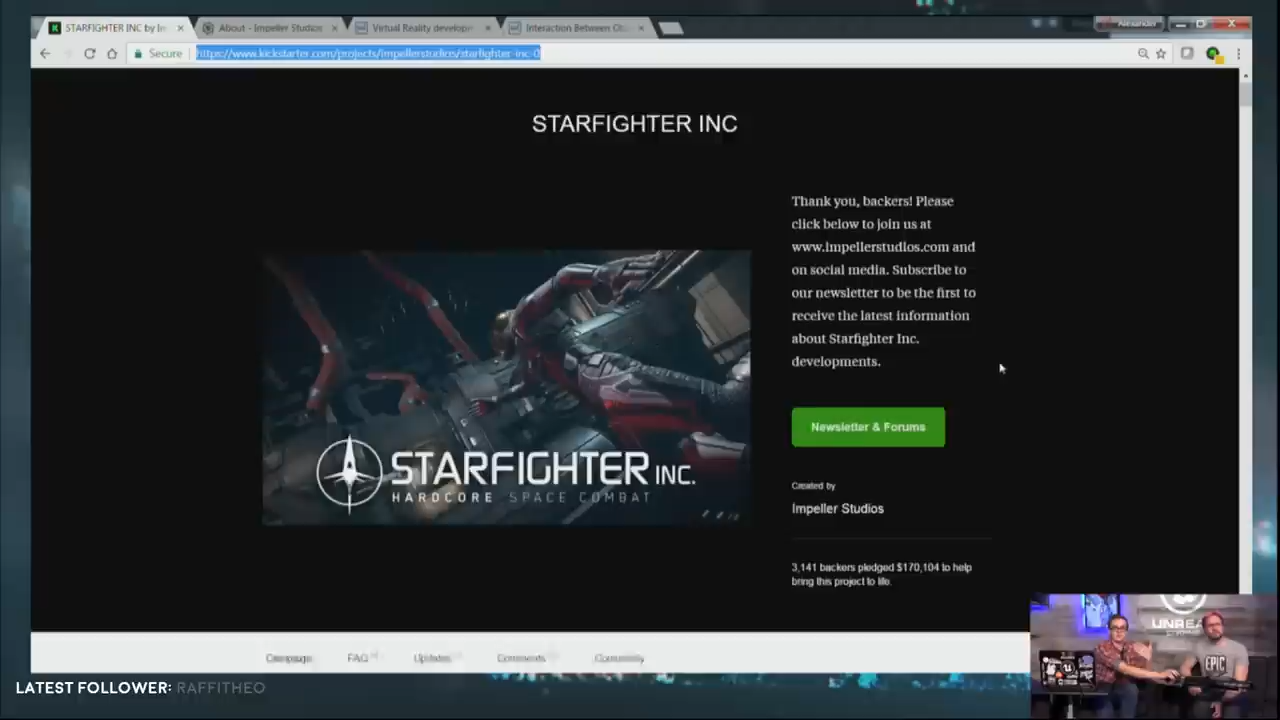 STARFIGHTER INC by Im
About - Impeller Studios
Virtual Reality develope
Interaction Between Ob
Alexander
Secure
https://www.kickstarter.com/projects/impellerstudios/starfighter-inc-0
STARFIGHTER INC
Thank you, backers! Please
click below to join us at
www.impellerstudios.com and
on social media. Subscribe to
our newsletter to be the first to
receive the latest information
about Starfighter Inc.
developments.
STARFIGHTER INC.
HARDCORE SPACE COMBAT
Newsletter & Forums
Created by
Impeller Studios
3,141 backers pledged $170,104 to help
bring this project to life.
UNREA
EPIC
Campaign FAQ Updates Comments Community
LATEST FOLLOWER: RAFFITHEO